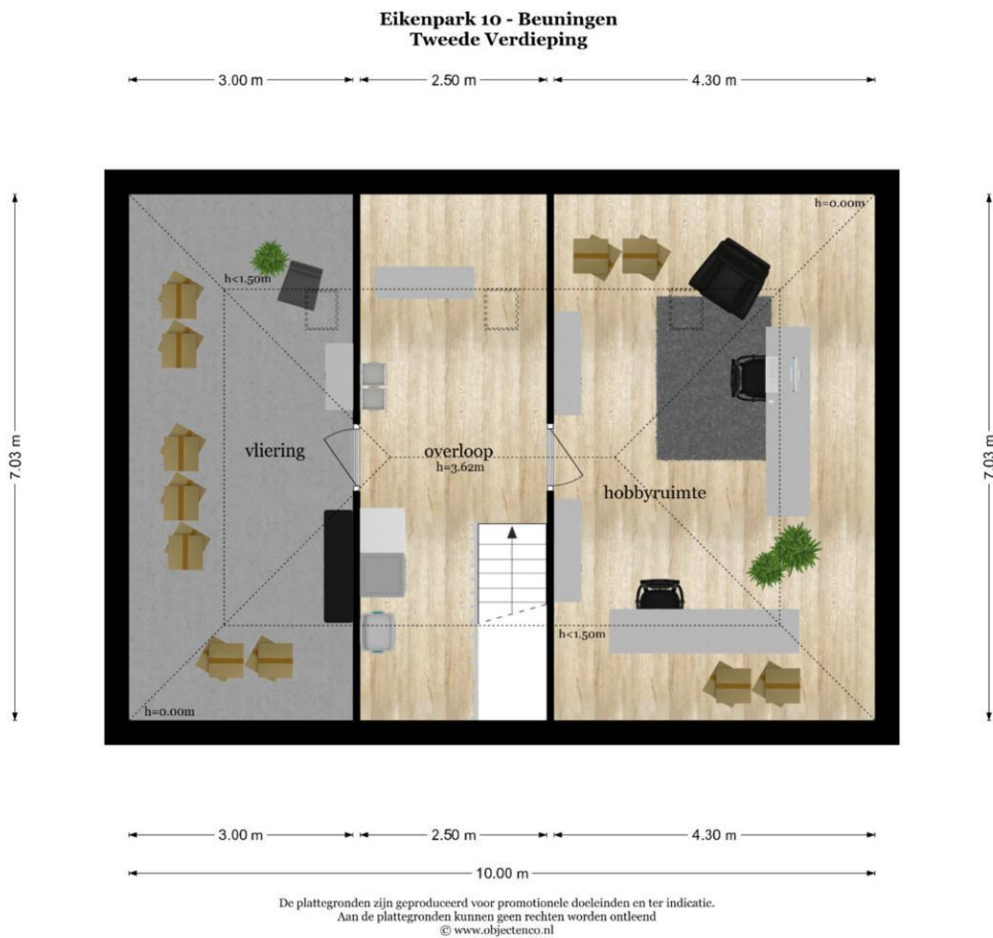 Eikenpark 10 - Beuningen
Tweede Verdieping
3.00 m 2.50 m 4.30 m
h=0.00m
h<1.50m
7.03 m
7.03 m
vliering
overloop
h=3.62m
hobbyruimte
h<1.50m
h=0.00m
3.00 m 2.50 m 4.30 m
10.00 m
De plattegronden zijn geproduceerd voor promotionele doeleinden en ter indicatie.
Aan de plattegronden kunnen geen rechten worden ontleend
© www.objectenco.nl